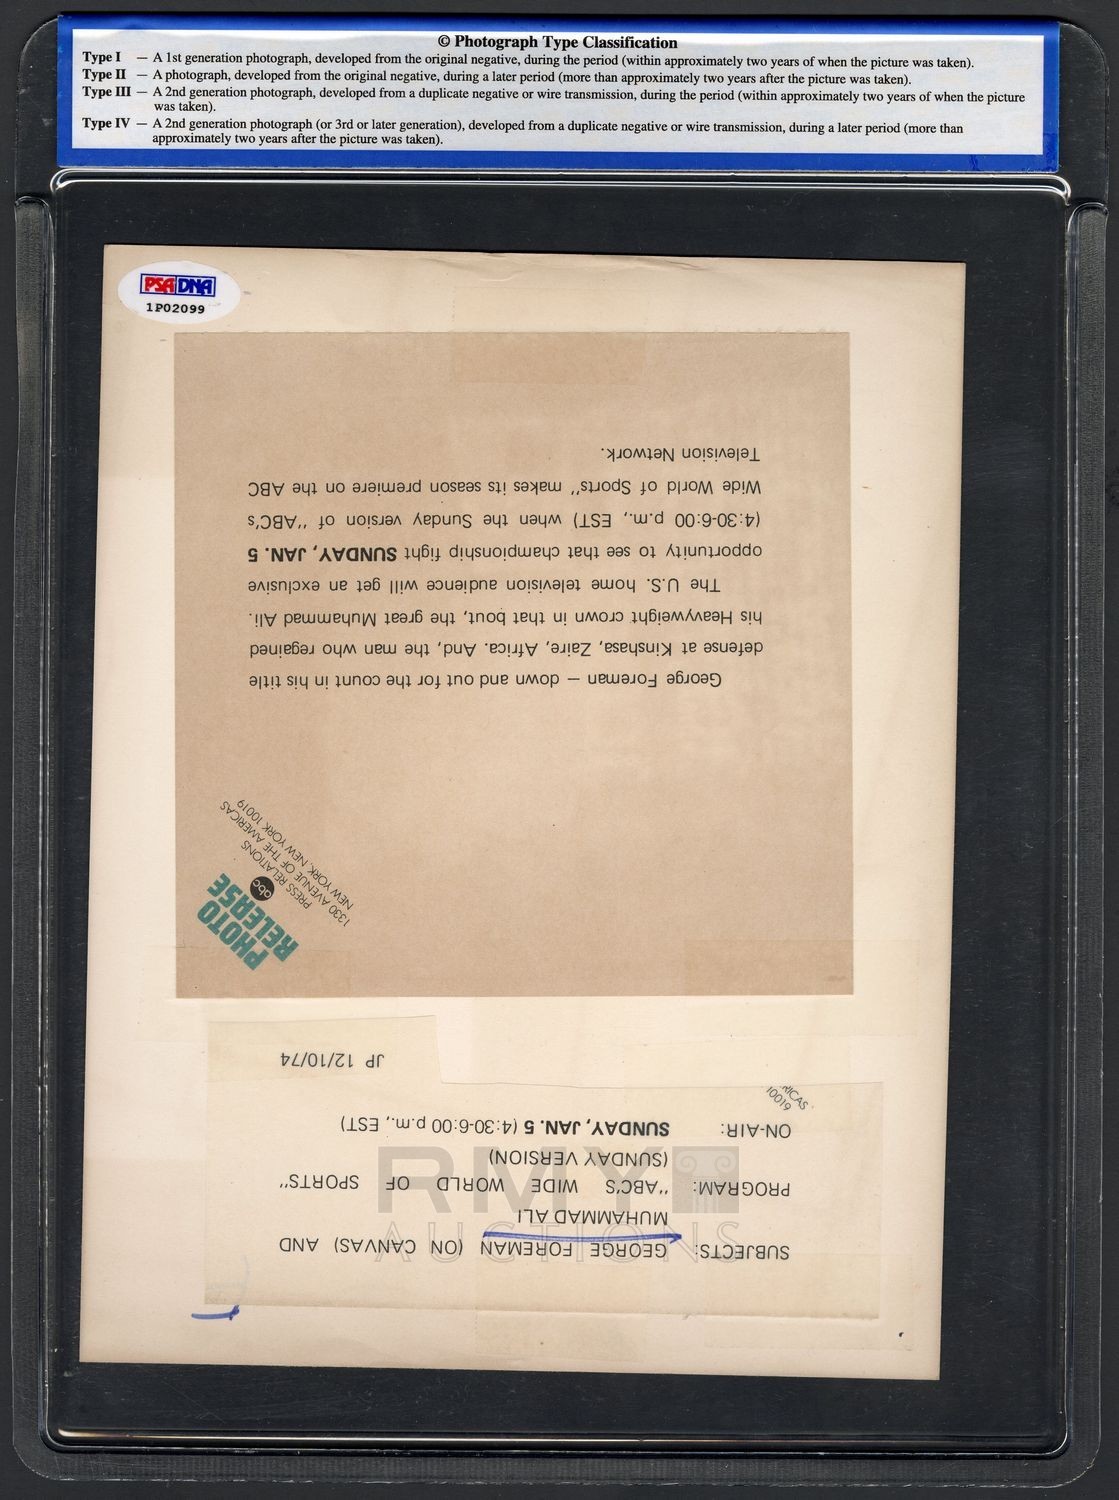 © Photograph Type Classification
Type I — A 1st generation photograph, developed from the original negative, during the period (within approximately two years of when the picture was taken).
Type II — A photograph, developed from the original negative, during a later period (more than approximately two years after the picture was taken).
Type III — A 2nd generation photograph, developed from a duplicate negative or wire transmission, during the period (within approximately two years of when the picture
was taken).
Type IV — A 2nd generation photograph (or 3rd or later generation), developed from a duplicate negative or wire transmission, during a later period (more than
approximately two years after the picture was taken).
PSA DNA
1P02099
SUBJECTS: GEORGE FOREMAN (ON CANVAS) AND
MUHAMMAD ALI
PROGRAM: "ABC'S WIDE WORLD OF SPORTS"
(SUNDAY VERSION)
ON-AIR: SUNDAY, JAN. 5 (4:30-6:00 p.m., EST)
RICAS
10019
JP 12/10/74
PHOTO
RELEASE
abc
PRESS RELATIONS
1330 AVENUE OF THE AMERICAS
NEW YORK, NEW YORK 10019
George Foreman — down and out for the count in his title
defense at Kinshasa, Zaire, Africa. And, the man who regained
his Heavyweight crown in that bout, the great Muhammad Ali.
The U.S. home television audience will get an exclusive
opportunity to see that championship fight SUNDAY, JAN. 5
(4:30-6:00 p.m., EST) when the Sunday version of "ABC's
Wide World of Sports" makes its season premiere on the ABC
Television Network.
RMY
AUCTIONS